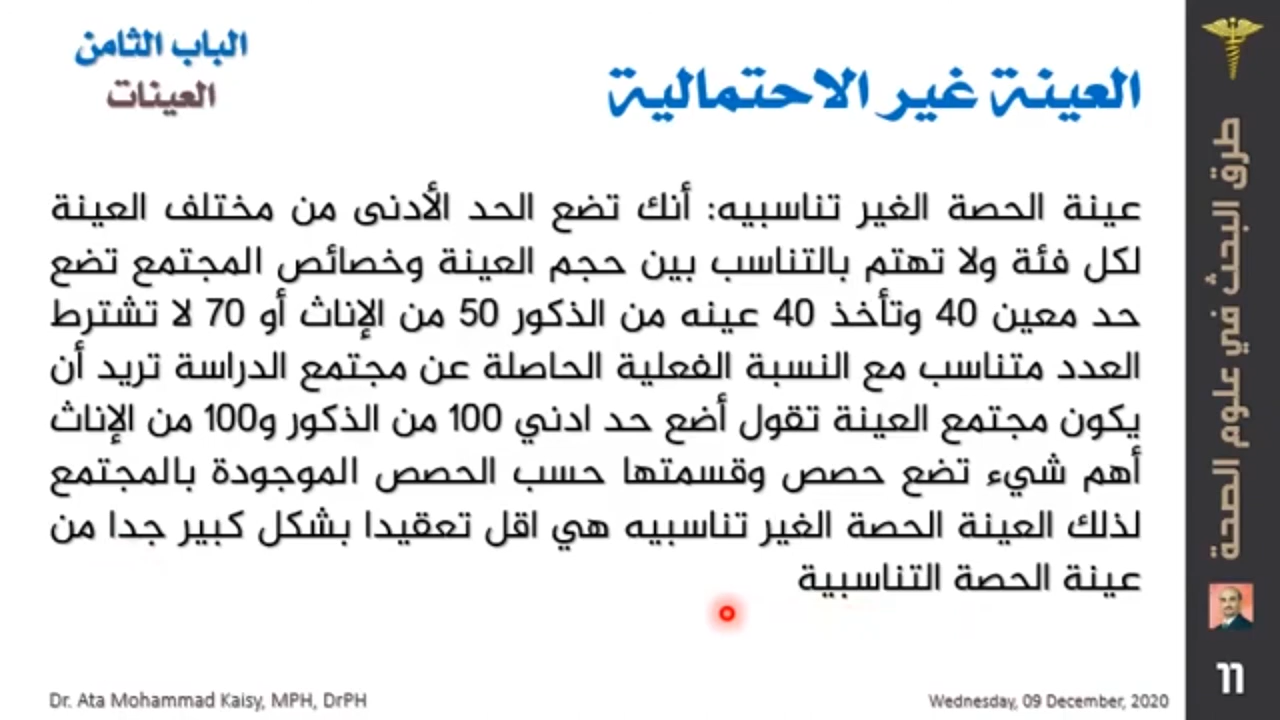 الباب الثامن
العينات
العينة غير الاحتمالية
عينة الحصة الغير تناسبيه: أنك تضع الحد الأدنى من مختلف العينة
لكل فئة ولا تهتم بالتناسب بين حجم العينة وخصائص المجتمع تضع
حد معين 40 وتأخذ 40 عينه من الذكور 50 من الإناث أو 70 لا تشترط
العدد متناسب مع النسبة الفعلية الحاصلة عن مجتمع الدراسة تريد أن
يكون مجتمع العينة تقول أضع حد ادني 100 من الذكور و100 من الإناث
أهم شيء تضع حصص وقسمتها حسب الحصص الموجودة بالمجتمع
لذلك العينة الحصة الغير تناسبيه هي اقل تعقيدا بشكل كبير جدا من
عينة الحصة التناسبية
طرق البحث في علوم الصحة
11
Dr. Ata Mohammad Kaisy, MPH, DrPH
Wednesday, 09 December, 2020